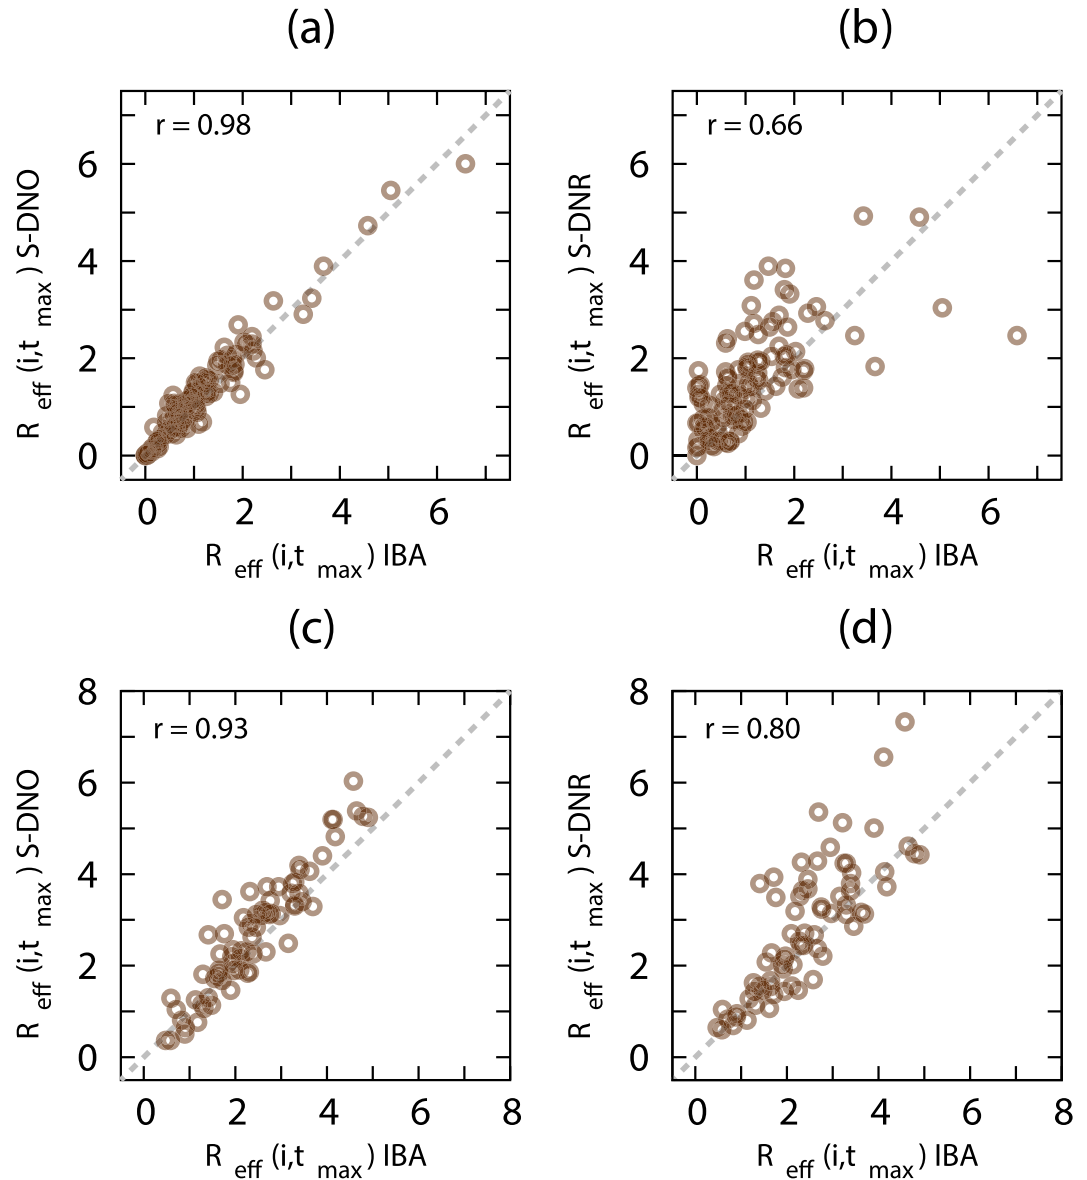 (a)
r = 0.98
R eff (i,t max) S-DNO
6
4
2
0
0 2 4 6
R eff (i,t max) IBA
(b)
r = 0.66
R eff (i,t max) S-DNR
6
4
2
0
0 2 4 6
R eff (i,t max) IBA
(c)
r = 0.93
R eff (i,t max) S-DNO
8
6
4
2
0
0 2 4 6 8
R eff (i,t max) IBA
(d)
r = 0.80
R eff (i,t max) S-DNR
8
6
4
2
0
0 2 4 6 8
R eff (i,t max) IBA